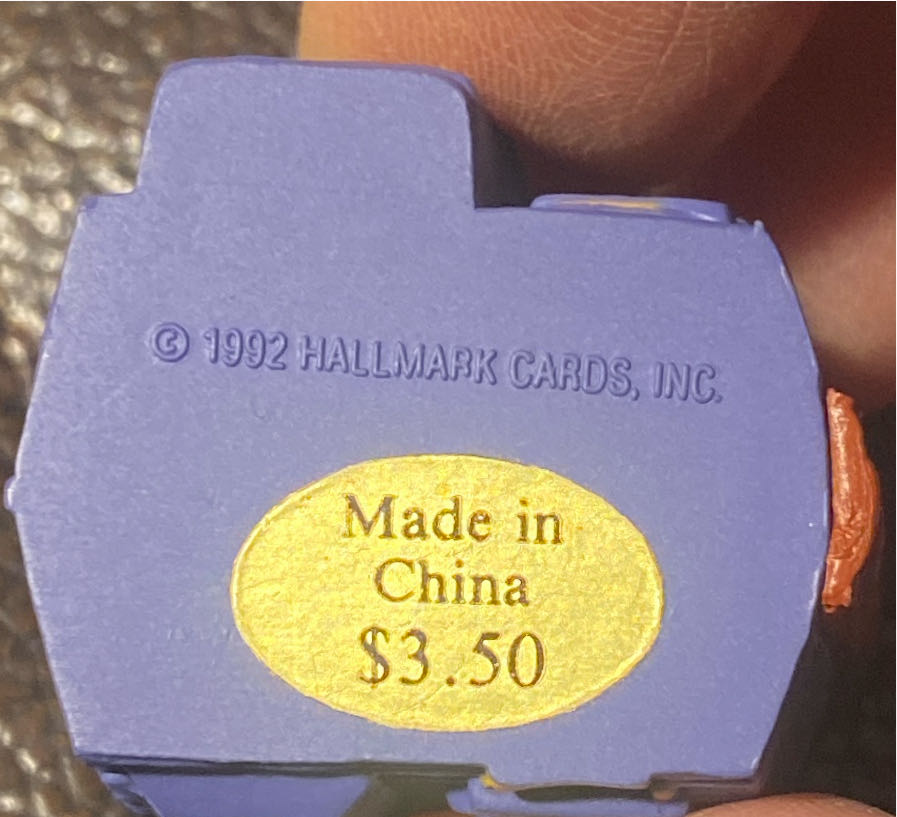 © 1992 HALLMARK CARDS, INC.
Made in
China
$3.50